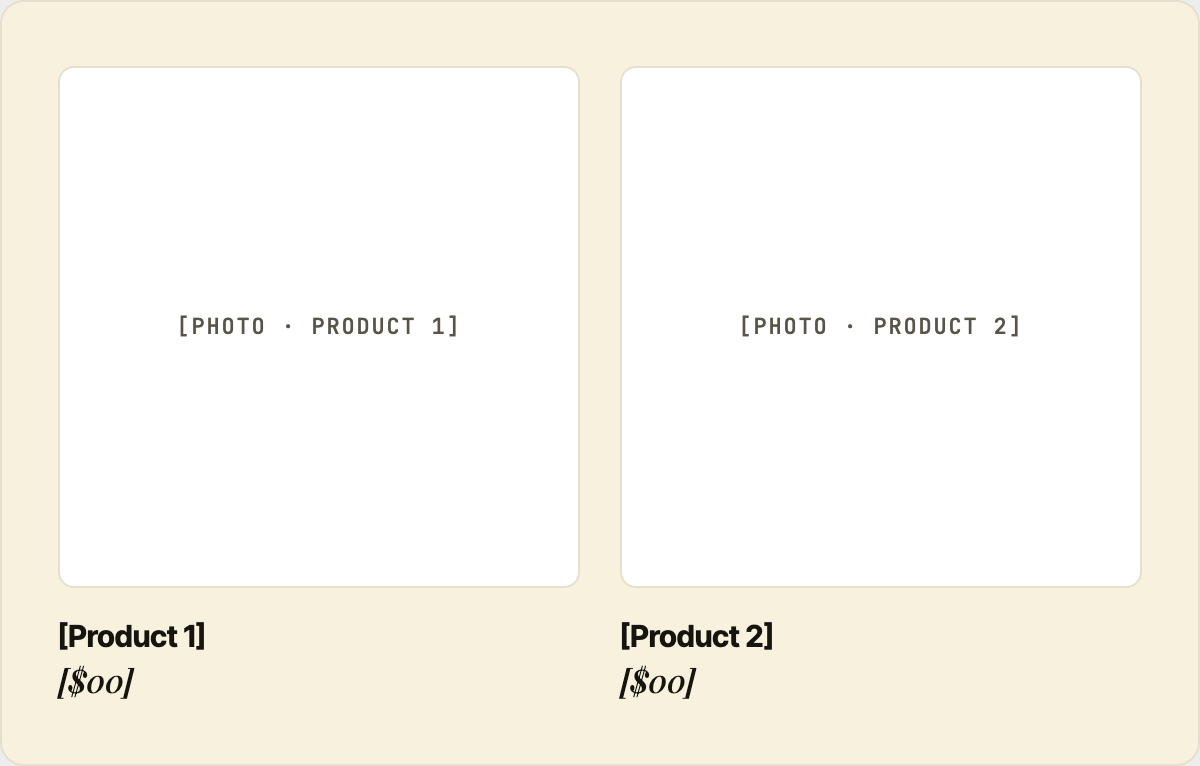 [PHOTO · PRODUCT 1]
[PHOTO · PRODUCT 2]
[Product 1]
[$00]
[Product 2]
[$00]